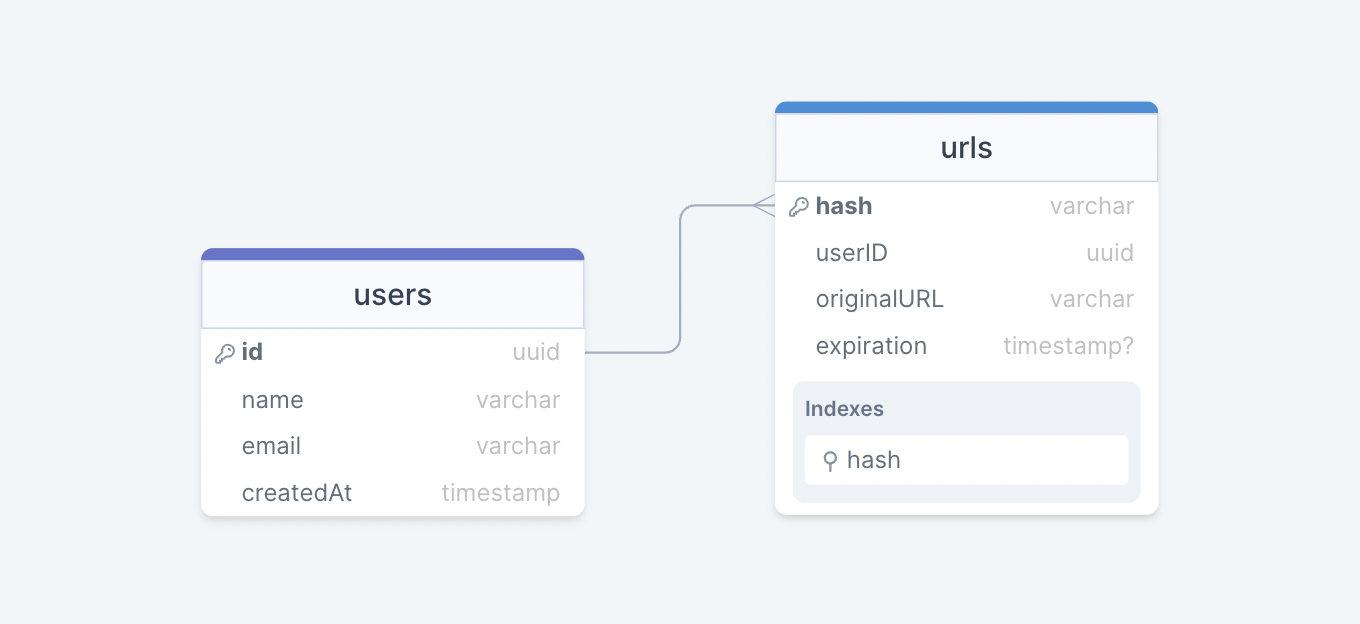 users
id uuid
name varchar
email varchar
createdAt timestamp
urls
hash varchar
userID uuid
originalURL varchar
expiration timestamp?
Indexes
hash